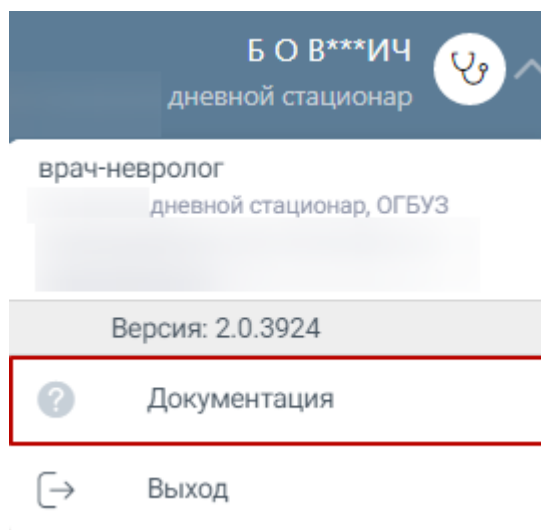 Б О В***ИЧ
дневной стационар
врач-невролог
дневной стационар, ОГБУЗ
Версия: 2.0.3924
Документация
Выход